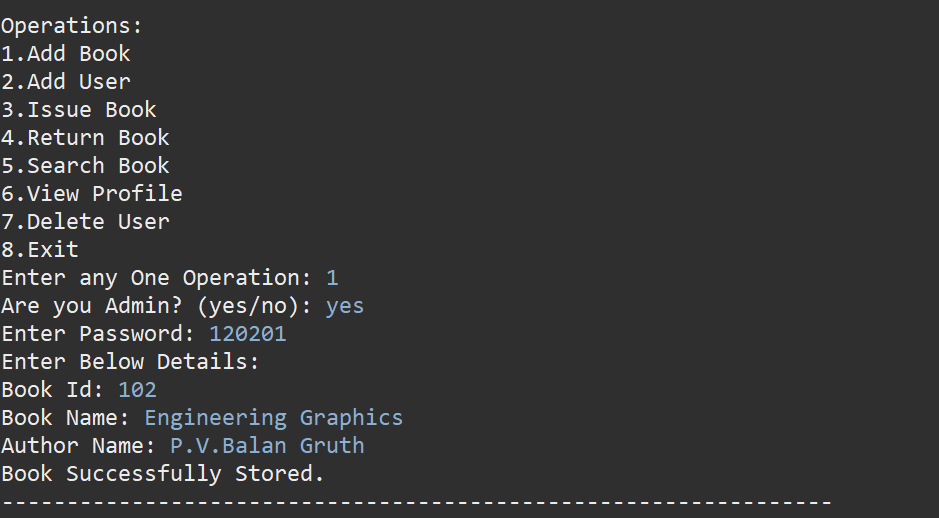 Operations:
1.Add Book
2.Add User
3.Issue Book
4.Return Book
5.Search Book
6.View Profile
7.Delete User
8.Exit
Enter any One Operation: 1
Are you Admin? (yes/no): yes
Enter Password: 120201
Enter Below Details:
Book Id: 102
Book Name: Engineering Graphics
Author Name: P.V.Balan Gruth
Book Successfully Stored.
----------------------------------------------------------------